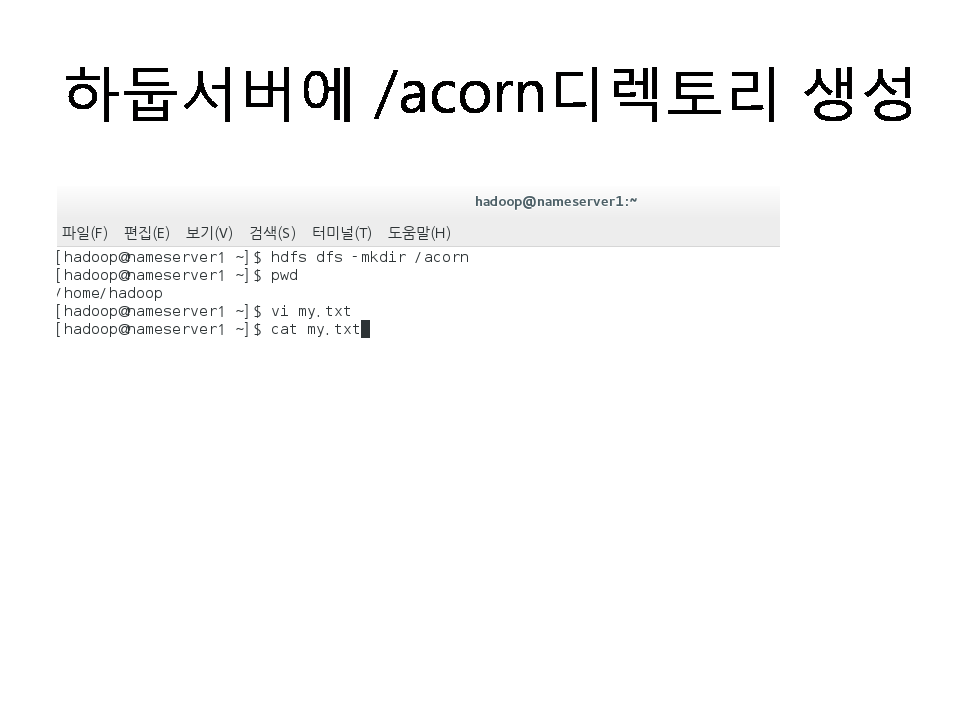 하둡서버에 /acorn디렉토리 생성
hadoop@nameserver1:~
파일(F) 편집(E) 보기(V) 검색(S) 터미널(T) 도움말(H)
[hadoop@nameserver1 ~]$ hdfs dfs -mkdir /acorn
[hadoop@nameserver1 ~]$ pwd
/home/hadoop
[hadoop@nameserver1 ~]$ vi my.txt
[hadoop@nameserver1 ~]$ cat my.txt